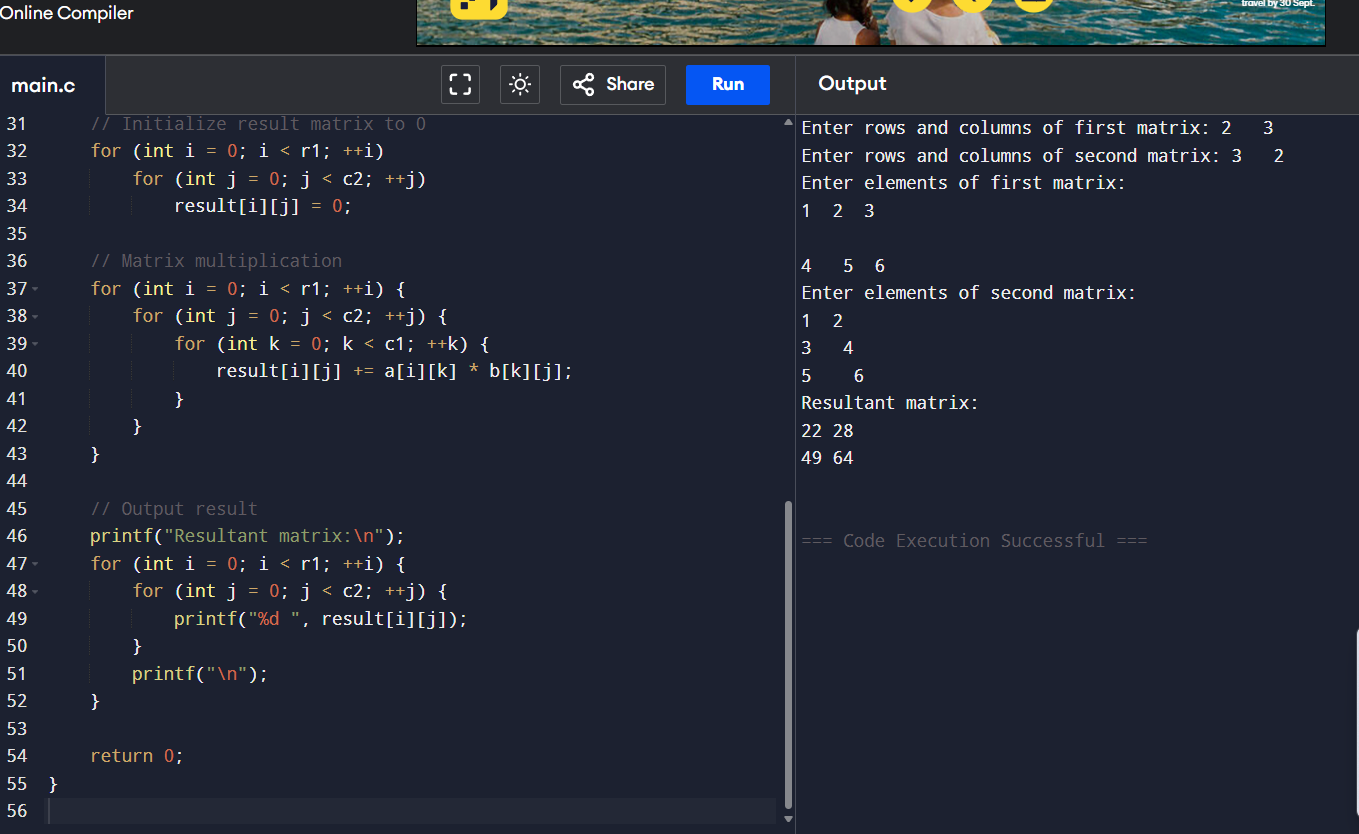 Online Compiler
travel by 30 Sept.
main.c
Share
Run
Output
31 // Initialize result matrix to 0
32 for (int i = 0; i < r1; ++i)
33 for (int j = 0; j < c2; ++j)
34 result[i][j] = 0;
35
36 // Matrix multiplication
37 for (int i = 0; i < r1; ++i) {
38 for (int j = 0; j < c2; ++j) {
39 for (int k = 0; k < c1; ++k) {
40 result[i][j] += a[i][k] * b[k][j];
41 }
42 }
43 }
44
45 // Output result
46 printf("Resultant matrix:\n");
47 for (int i = 0; i < r1; ++i) {
48 for (int j = 0; j < c2; ++j) {
49 printf("%d ", result[i][j]);
50 }
51 printf("\n");
52 }
53
54 return 0;
55 }
56
Enter rows and columns of first matrix: 2 3
Enter rows and columns of second matrix: 3 2
Enter elements of first matrix:
1 2 3
4 5 6
Enter elements of second matrix:
1 2
3 4
5 6
Resultant matrix:
22 28
49 64
=== Code Execution Successful ===